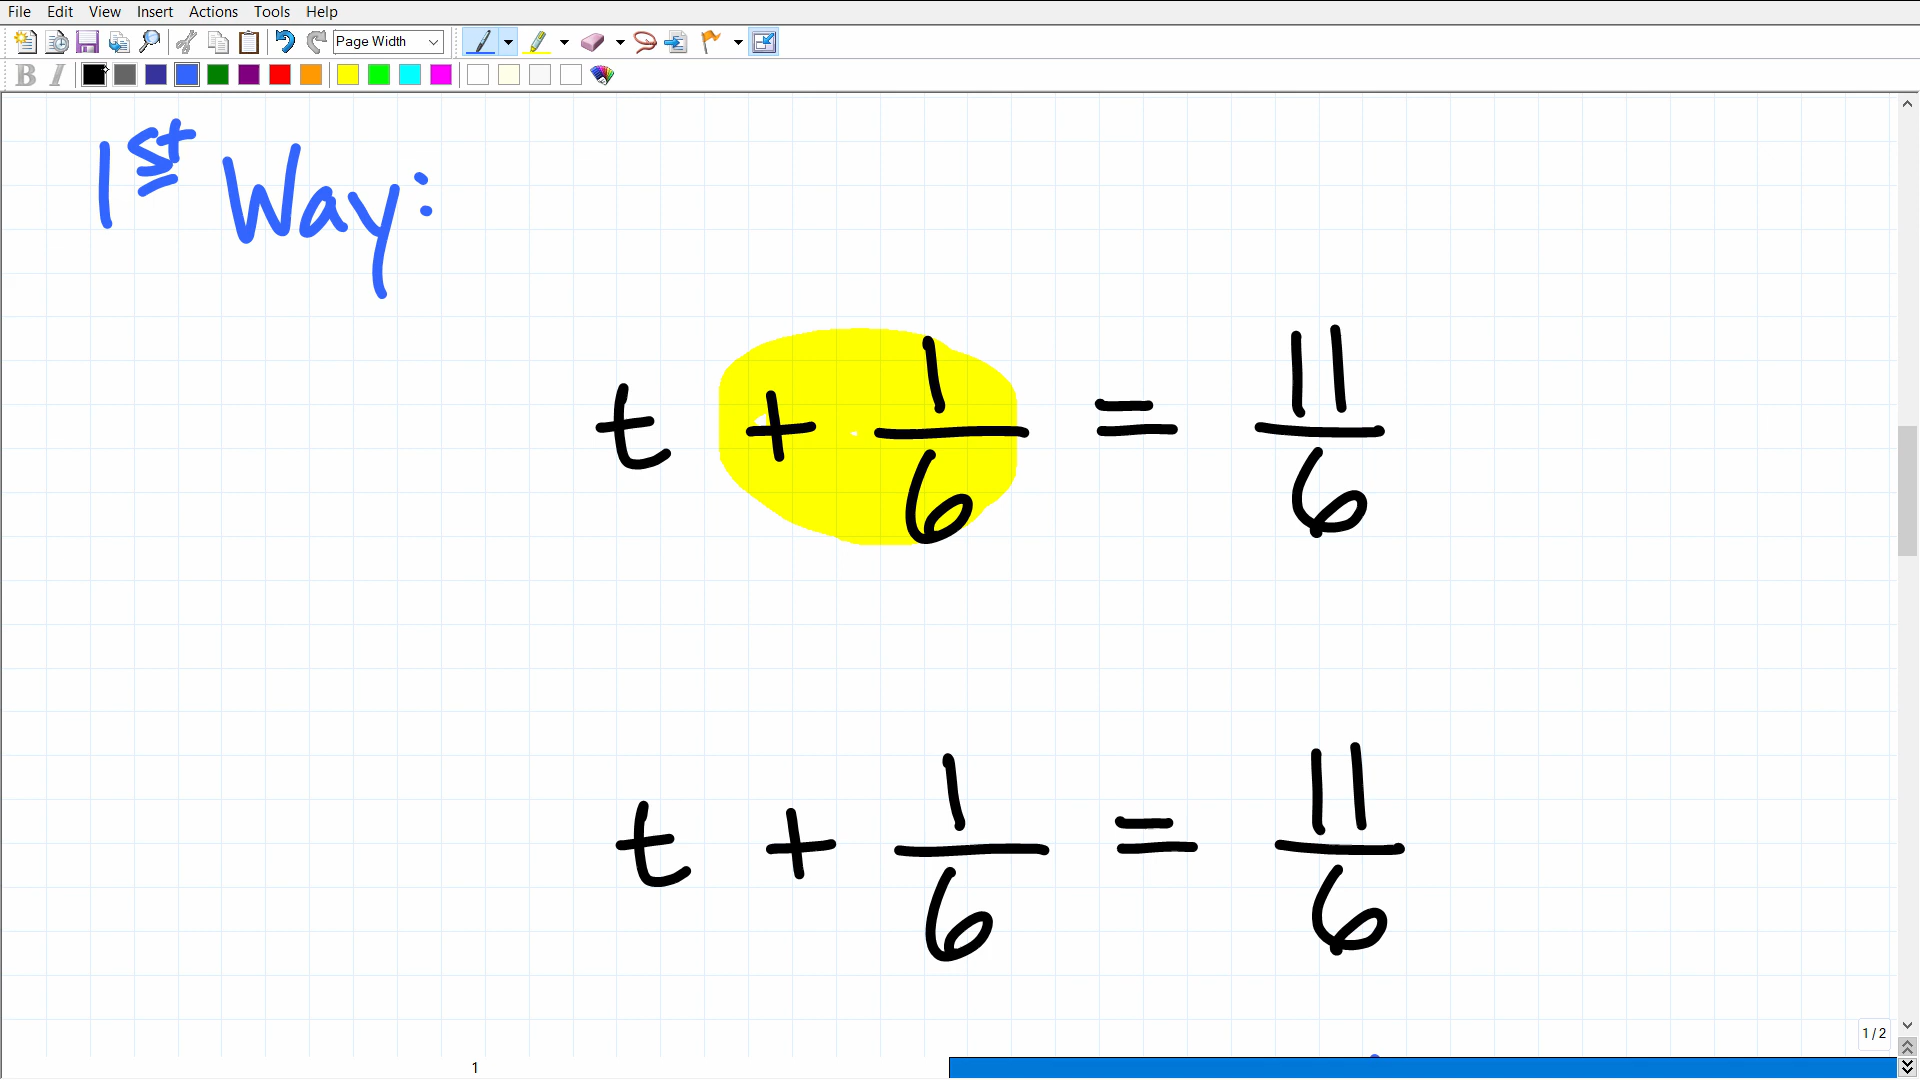 File Edit View Insert Actions Tools Help
Page Width
B I
1st Way:
t + 1/6 = 11/6
t + 1/6 = 11/6
1 / 2
1